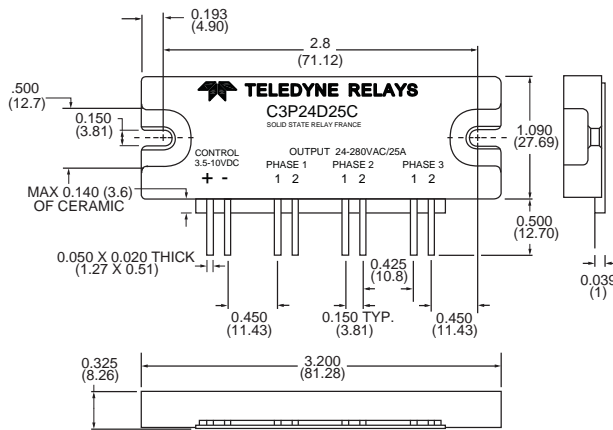 0.193
(4.90)
2.8
(71.12)
.500
(12.7)
0.150
(3.81)
TELEDYNE RELAYS
C3P24D25C
SOLID STATE RELAY FRANCE
CONTROL
3.5-10VDC
+ -
OUTPUT 24-280VAC/25A
PHASE 1 PHASE 2 PHASE 3
1 2 1 2 1 2
1.090
(27.69)
MAX 0.140 (3.6)
OF CERAMIC
0.500
(12.70)
0.050 X 0.020 THICK
(1.27 X 0.51)
0.425
(10.8)
0.039
(1)
0.450
(11.43)
0.150 TYP.
(3.81)
0.450
(11.43)
0.325
(8.26)
3.200
(81.28)